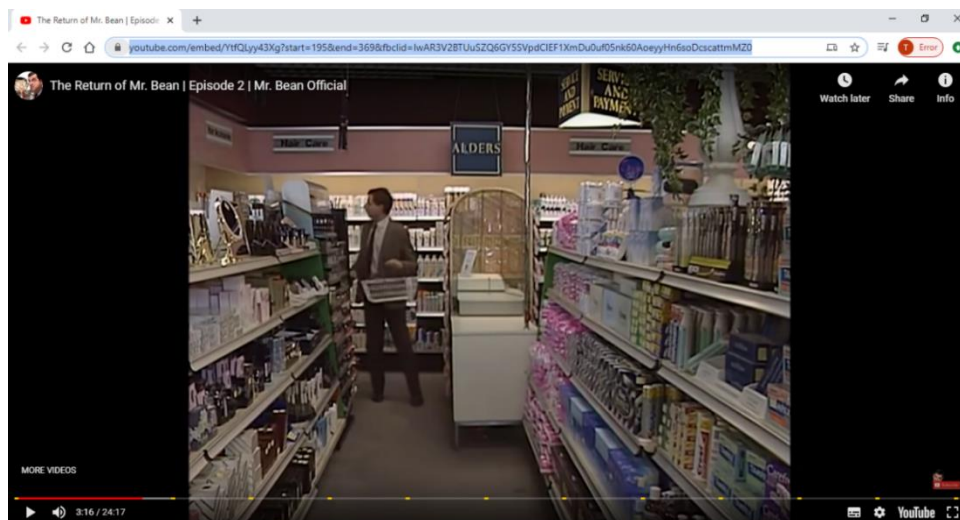 The Return of Mr. Bean | Episod
youtube.com/embed/YtfQLyy43Xg?start=195&end=369&fbclid=IwAR3V2BTUuSZQ6GY5SVpdCIEF1XmDu0uf05nk60AoeyyHn6soDcscattmMZ0
T Error
The Return of Mr. Bean | Episode 2 | Mr. Bean Official
Watch later
Share
Info
SERVICE
AND
PAYMENT
Hair Care
ALDERS
Hair Care
MORE VIDEOS
3:16 / 24:17
YouTube